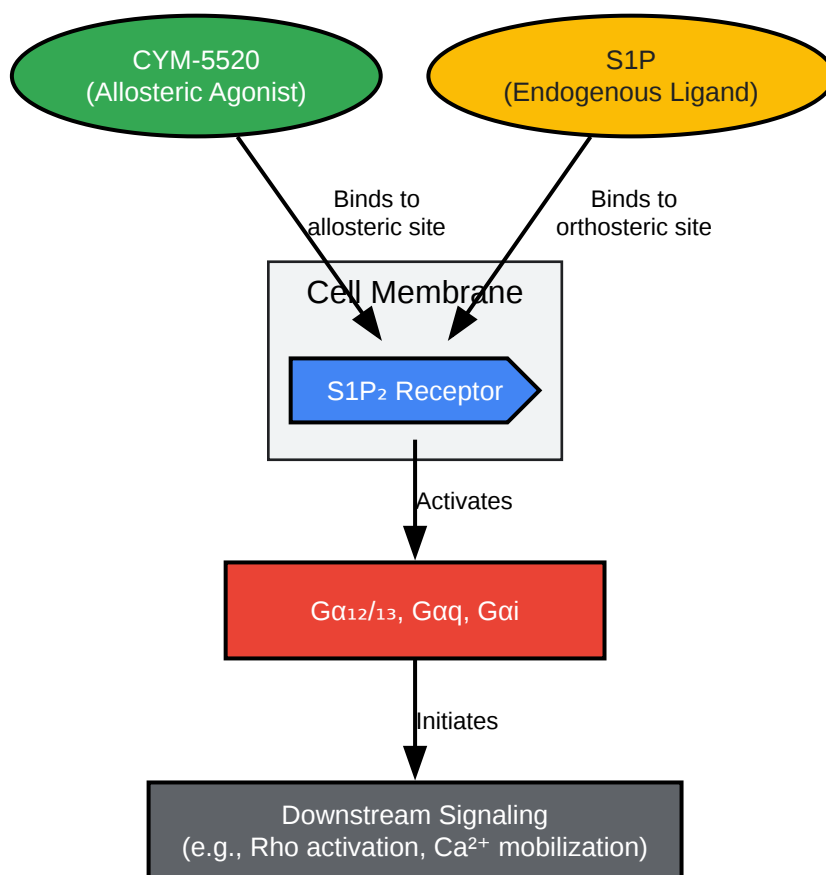 CYM-5520
(Allosteric Agonist)
S1P
(Endogenous Ligand)
Binds to
allosteric site
Binds to
orthosteric site
Cell Membrane
S1P₂ Receptor
Activates
Gα₁₂/₁₃, Gαq, Gαi
Initiates
Downstream Signaling
(e.g., Rho activation, Ca²⁺ mobilization)